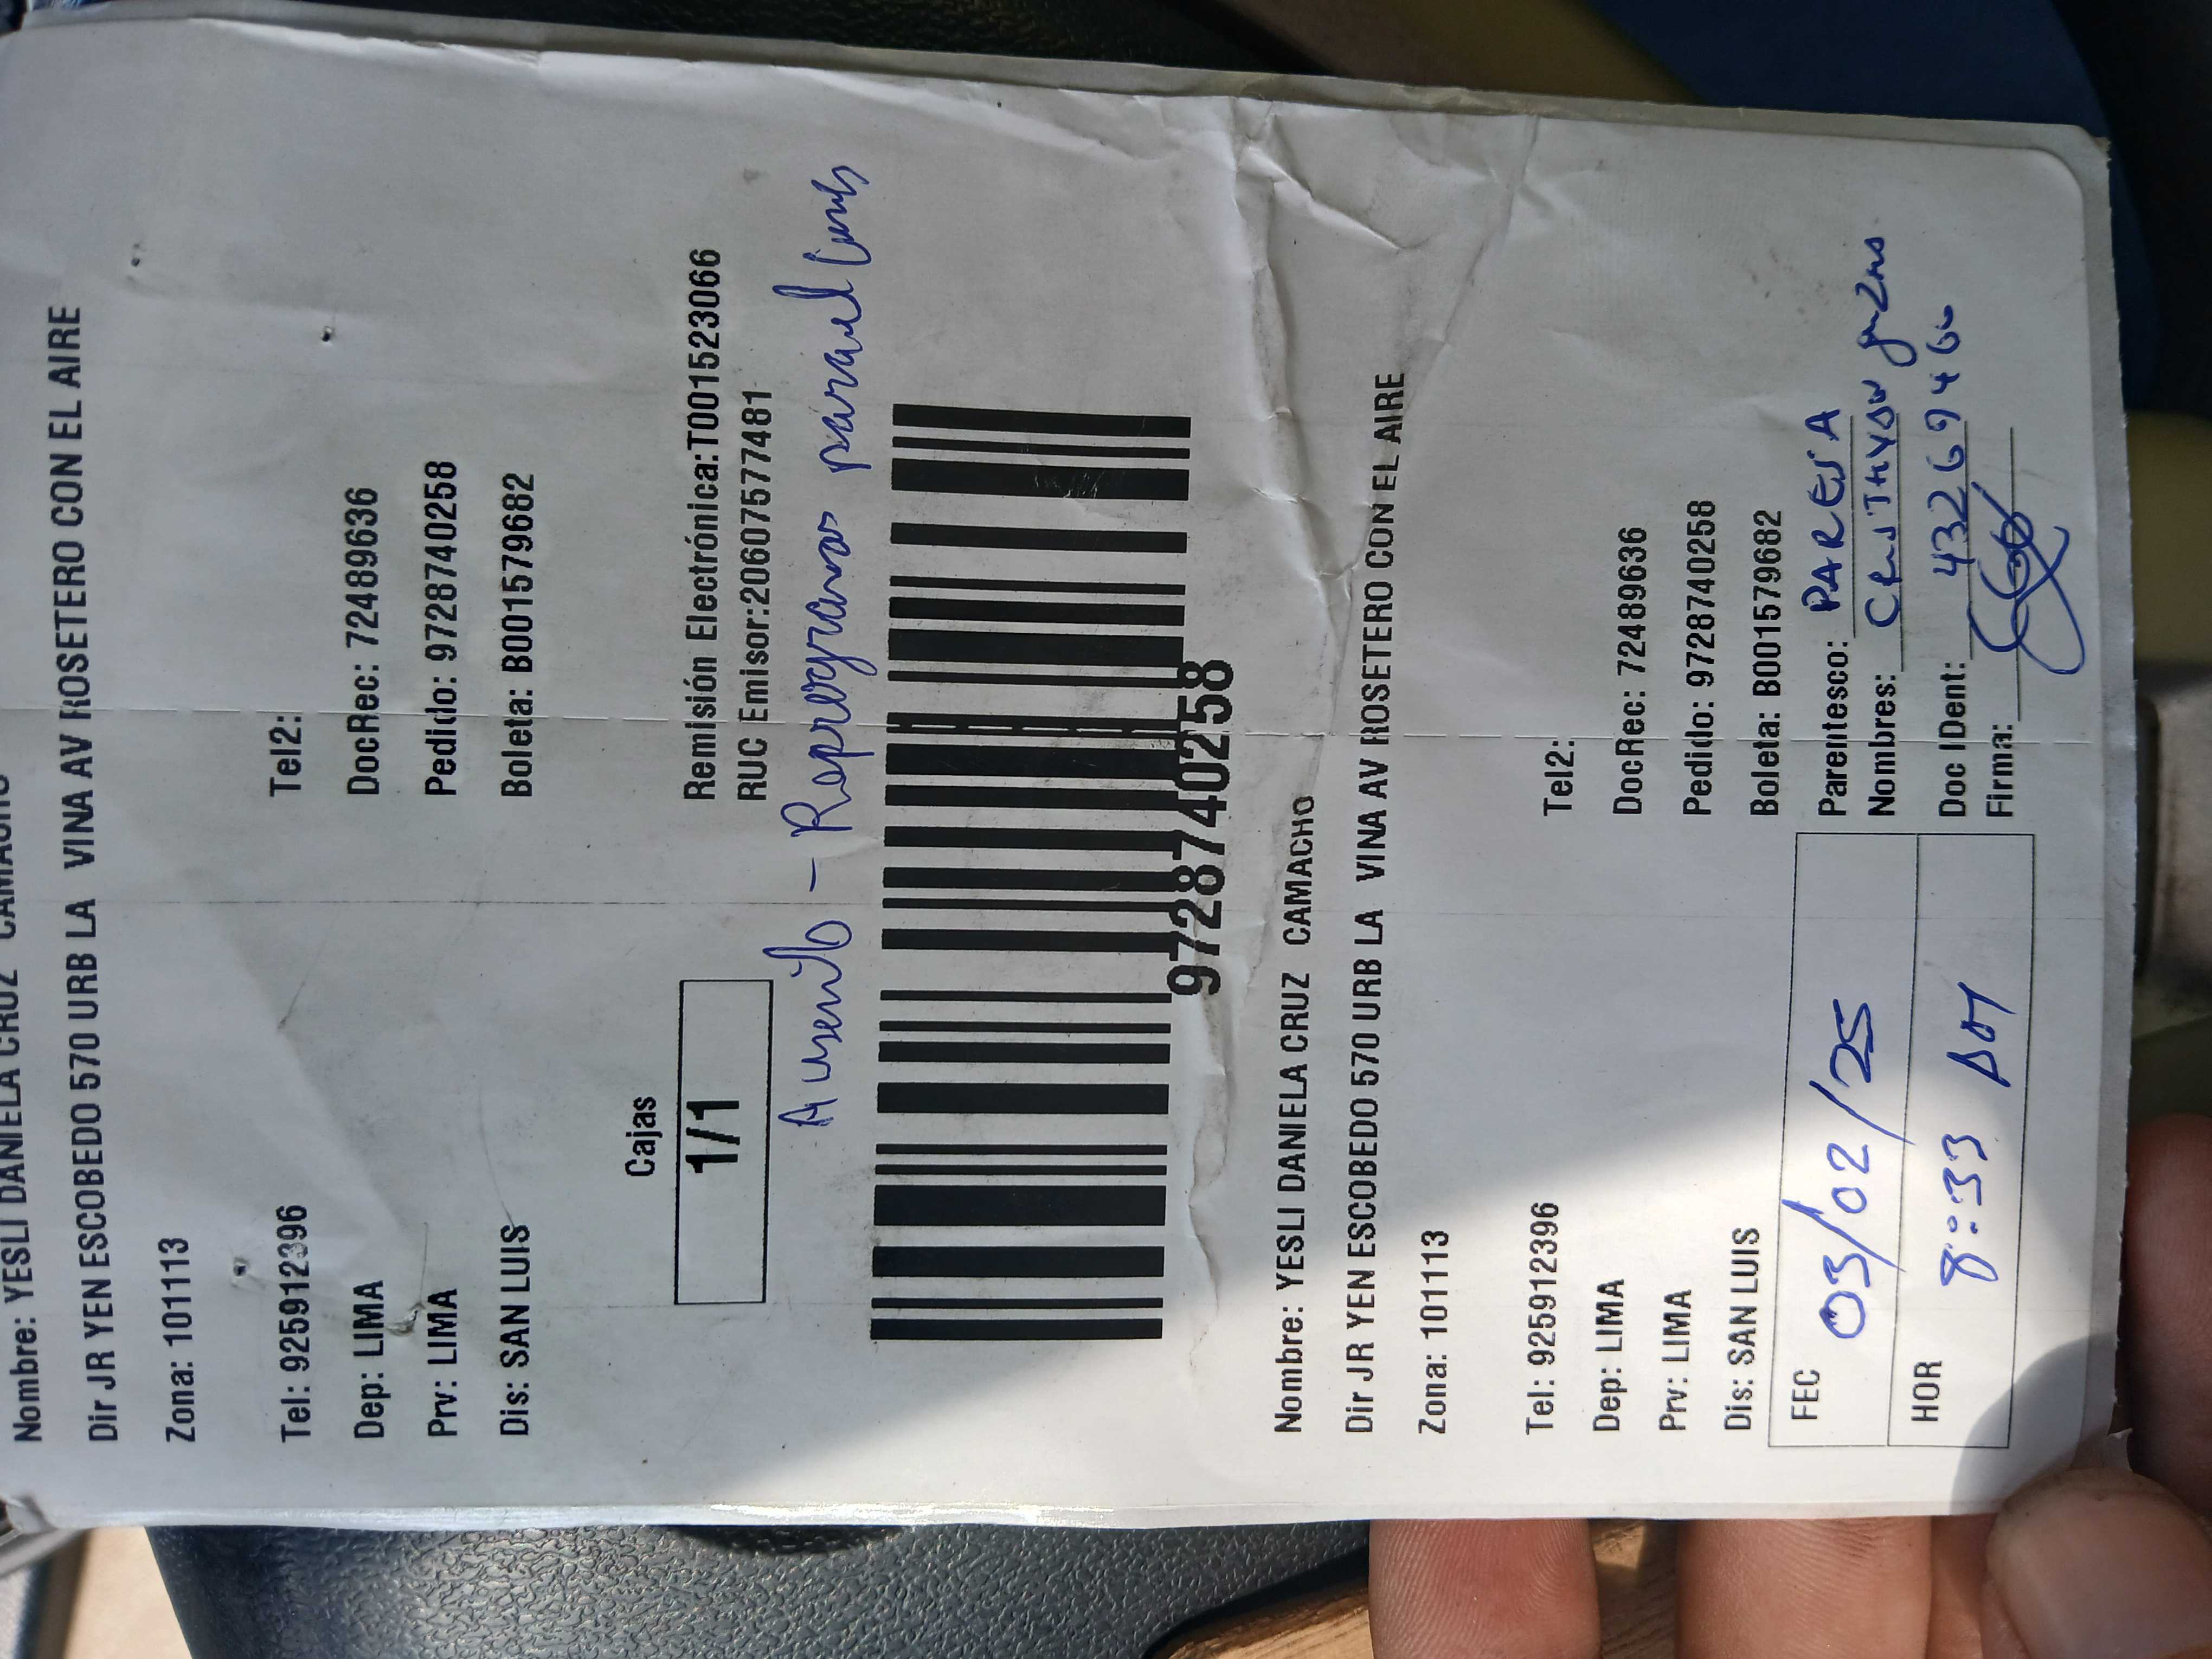 Nombre: YESLI DANIELA CRUZ CAMACHO
Dir JR YEN ESCOBEDO 570 URB LA VINA AV ROSETERO CON EL AIRE
Zona: 101113
Tel: 925912396 Tel2:
Dep: LIMA DocRec: 72489636
Prv: LIMA Pedido: 9728740258
Dis: SAN LUIS Boleta: B001579682
Cajas
1/1
Remisión Electrónica:T001523066
RUC Emisor:20607577481
Ausente - Reprogramar para el lunes
9728740258
Nombre: YESLI DANIELA CRUZ CAMACHO
Dir JR YEN ESCOBEDO 570 URB LA VINA AV ROSETERO CON EL AIRE
Zona: 101113
Tel: 925912396 Tel2:
Dep: LIMA DocRec: 72489636
Prv: LIMA Pedido: 9728740258
Dis: SAN LUIS Boleta: B001579682
FEC 03/02/25
HOR 8:33 AM
Parentesco: PAREJA
Nombres:
Doc IDent:
Firma: